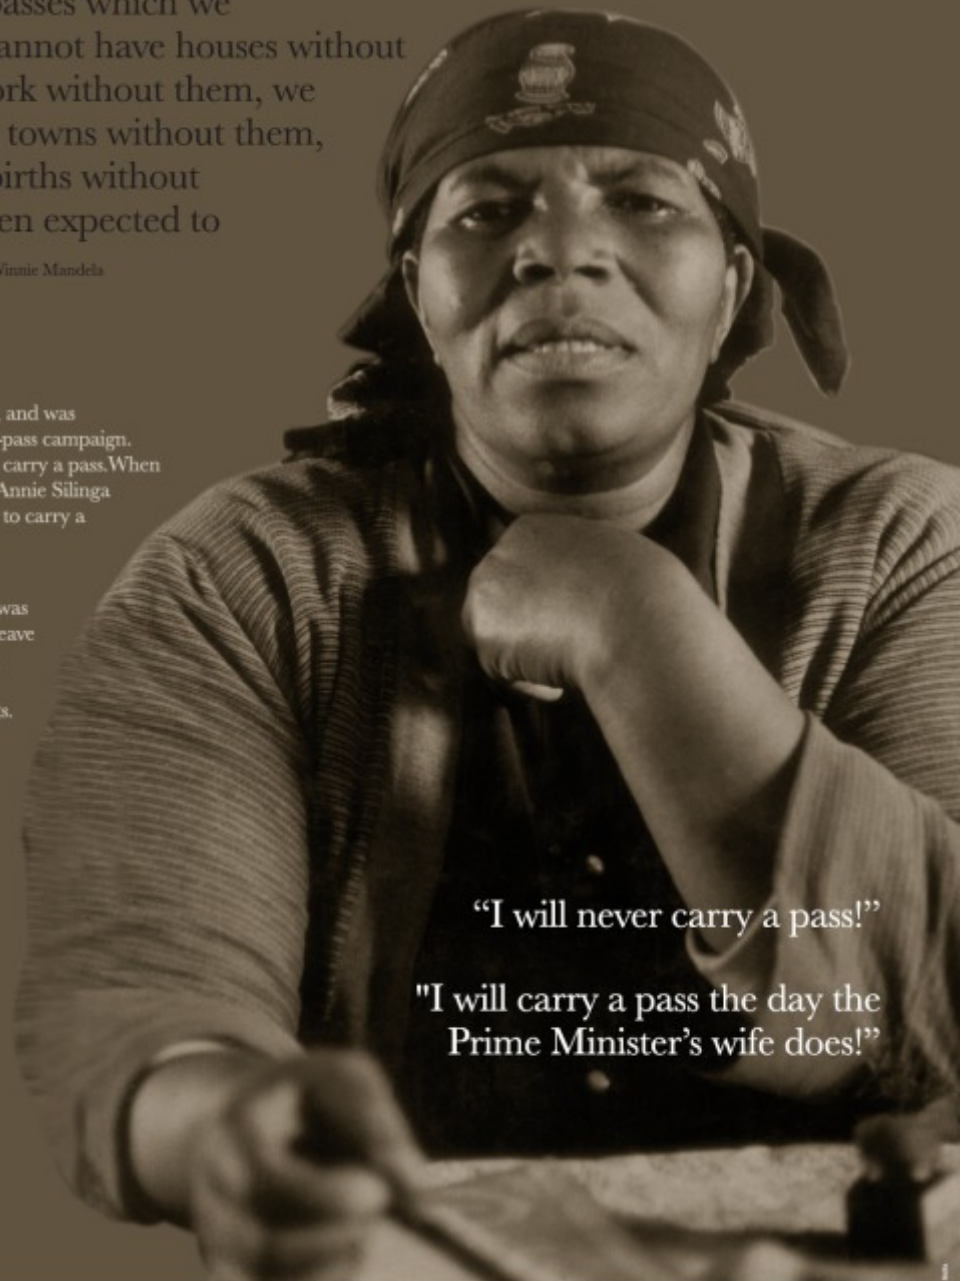 passes which we
annot have houses without
ork without them, we
towns without them,
births without
en expected to
Winnie Mandela
, and was
-pass campaign.
carry a pass.When
Annie Silinga
to carry a
was
eave
s.
“I will never carry a pass!”
"I will carry a pass the day the
Prime Minister’s wife does!”